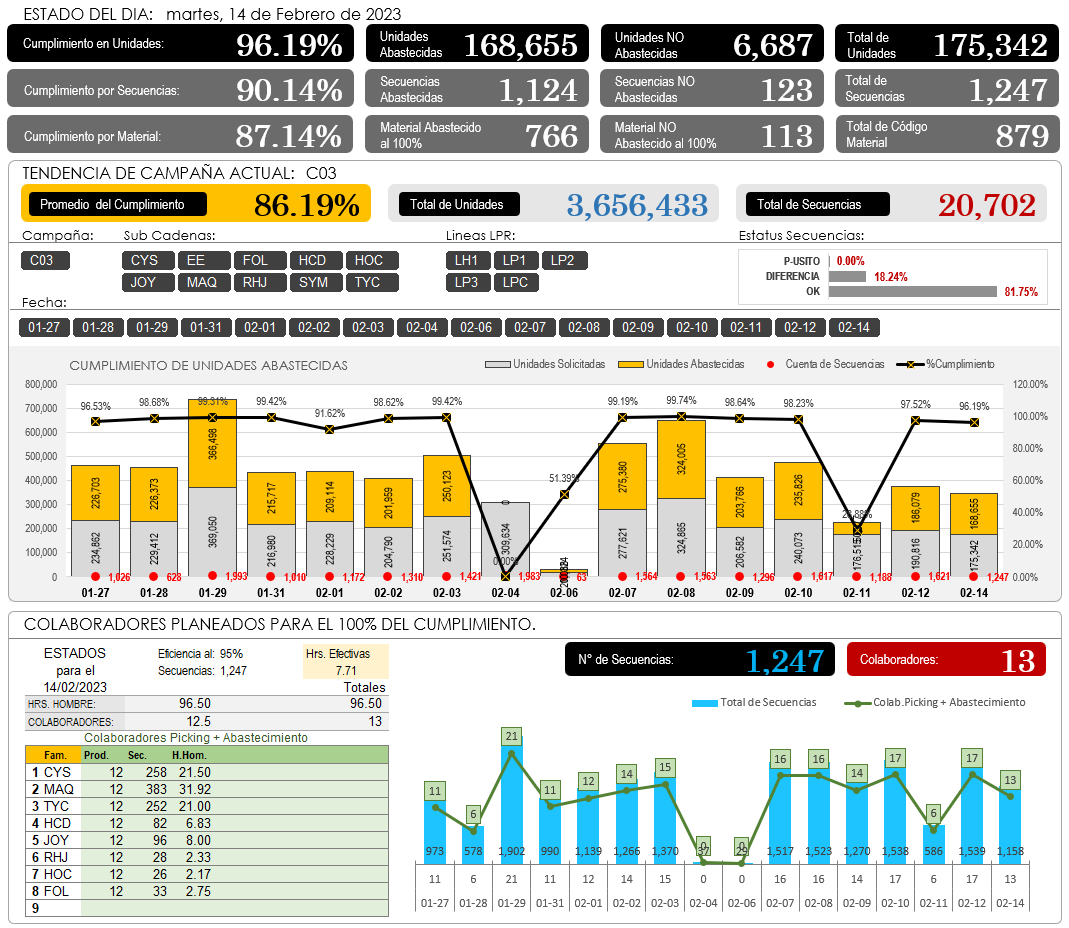 ESTADO DEL DIA: martes, 14 de Febrero de 2023
Cumplimiento en Unidades: 96.19%
Unidades Abastecidas 168,655
Unidades NO Abastecidas 6,687
Total de Unidades 175,342
Cumplimiento por Secuencias: 90.14%
Secuencias Abastecidas 1,124
Secuencias NO Abastecidas 123
Total de Secuencias 1,247
Cumplimiento por Material: 87.14%
Material Abastecido al 100% 766
Material NO Abastecido al 100% 113
Total de Código Material 879
TENDENCIA DE CAMPAÑA ACTUAL: C03
Promedio del Cumplimiento 86.19%
Total de Unidades 3,656,433
Total de Secuencias 20,702
Campaña: Sub Cadenas: Lineas LPR: Estatus Secuencias:
C03 CYS EE FOL HCD HOC LH1 LP1 LP2
JOY MAQ RHJ SYM TYC LP3 LPC
P-USITO 0.00%
DIFERENCIA 18.24%
OK 81.75%
Fecha:
01-27 01-28 01-29 01-31 02-01 02-02 02-03 02-04 02-06 02-07 02-08 02-09 02-10 02-11 02-12 02-14
CUMPLIMIENTO DE UNIDADES ABASTECIDAS
Unidades Solicitadas Unidades Abastecidas Cuenta de Secuencias %Cumplimiento
800,000
700,000
600,000
500,000
400,000
300,000
200,000
100,000
0
120.00%
100.00%
80.00%
60.00%
40.00%
20.00%
0.00%
96.53% 98.68% 99.31% 99.42% 91.62% 98.62% 99.42% 0.00% 51.39% 99.19% 99.74% 98.64% 98.23% 97.52% 96.19%
226,703 226,373 366,498 215,717 209,114 201,959 250,123 0 275,380 324,005 203,766 235,826 186,079 168,655
234,862 229,412 369,050 216,980 228,229 204,790 251,574 309,634 277,621 324,865 206,582 240,073 176,515 190,816 175,342
1,026 628 1,993 1,010 1,172 1,310 1,421 1,983 63 1,564 1,563 1,296 1,617 1,188 1,621 1,247
01-27 01-28 01-29 01-31 02-01 02-02 02-03 02-04 02-06 02-07 02-08 02-09 02-10 02-11 02-12 02-14
COLABORADORES PLANEADOS PARA EL 100% DEL CUMPLIMIENTO.
ESTADOS
para el
14/02/2023
Eficiencia al: 95%
Secuencias: 1,247
Hrs. Efectivas
7.71
Totales
HRS. HOMBRE: 96.50 96.50
COLABORADORES: 12.5 13
Colaboradores Picking + Abastecimiento
Fam. Prod. Sec. H.Hom.
1 CYS 12 258 21.50
2 MAQ 12 383 31.92
3 TYC 12 252 21.00
4 HCD 12 82 6.83
5 JOY 12 96 8.00
6 RHJ 12 28 2.33
7 HOC 12 26 2.17
8 FOL 12 33 2.75
9
N° de Secuencias: 1,247
Colaboradores: 13
Total de Secuencias Colab.Picking + Abastecimiento
11 6 21 11 12 14 15 0 0 16 16 14 17 6 17 13
973 578 1,902 990 1,139 1,266 1,370 37 29 1,517 1,523 1,270 1,538 586 1,539 1,158
11 6 21 11 12 14 15 0 0 16 16 14 17 6 17 13
01-27 01-28 01-29 01-31 02-01 02-02 02-03 02-04 02-06 02-07 02-08 02-09 02-10 02-11 02-12 02-14